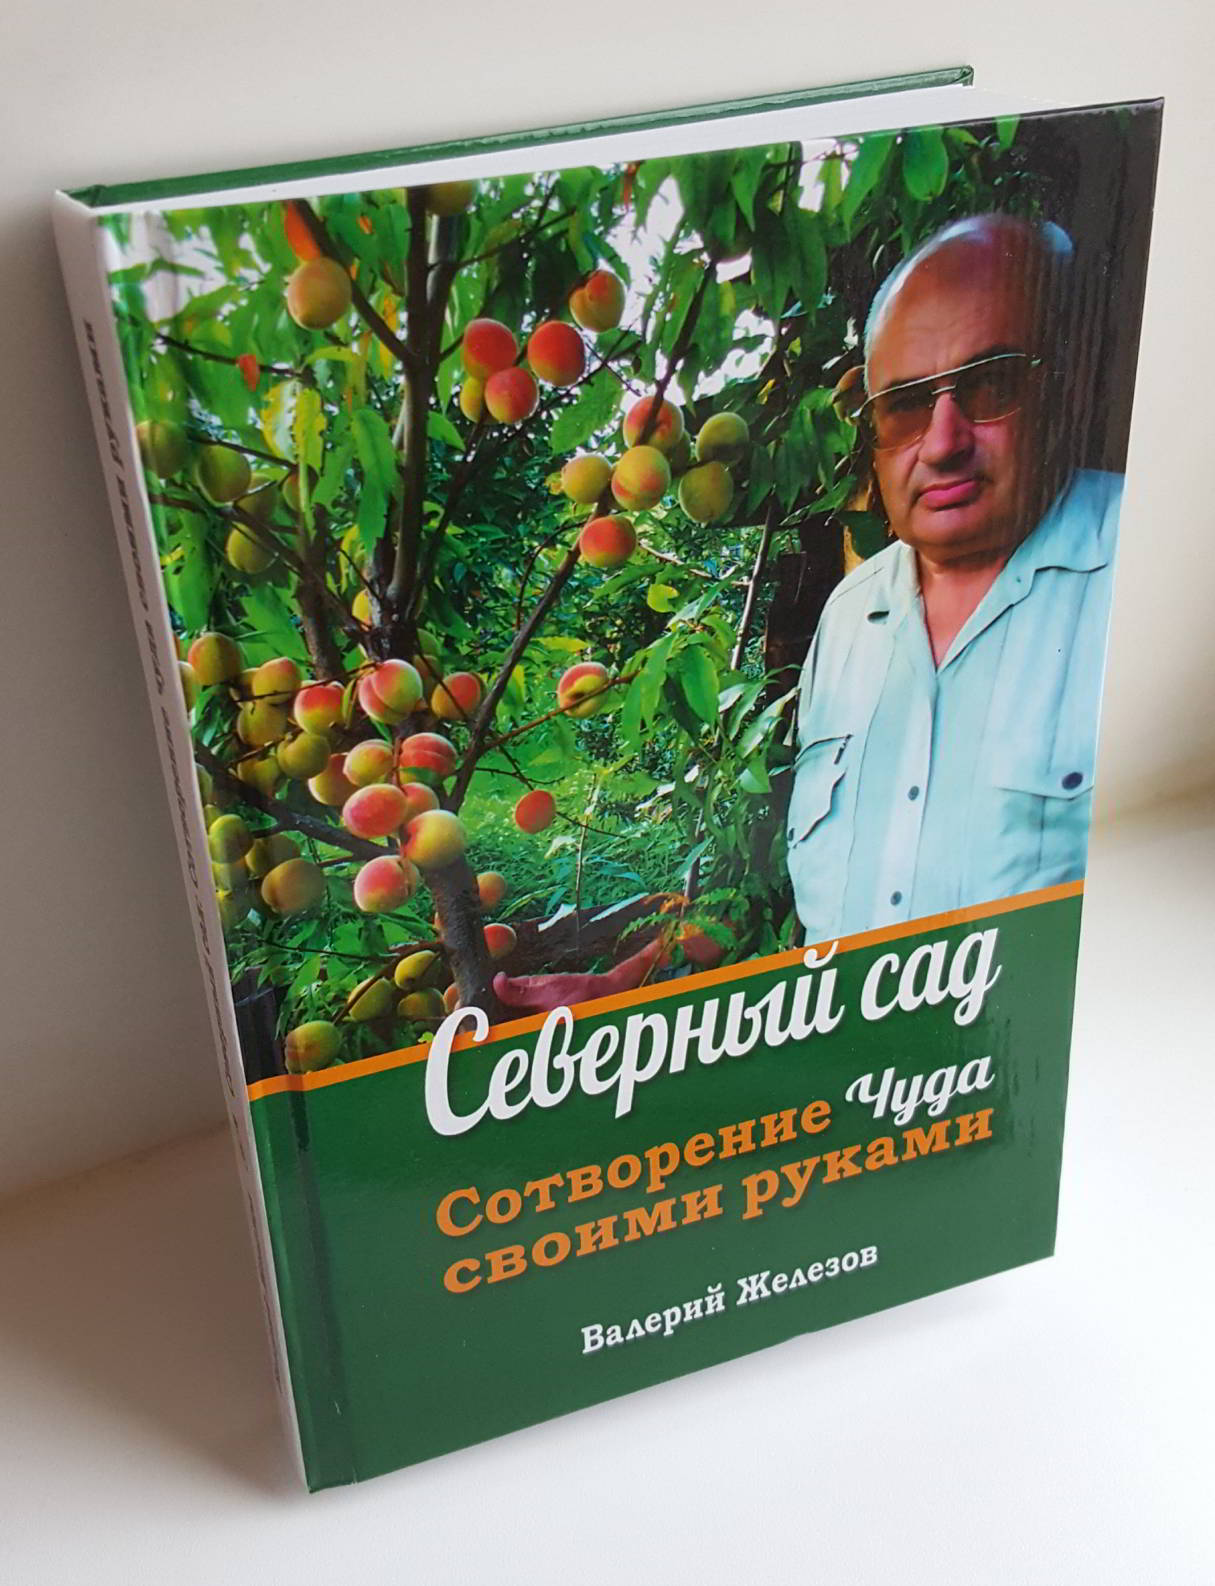 Северный сад
Сотворение Чуда
своими руками
Валерий Железов